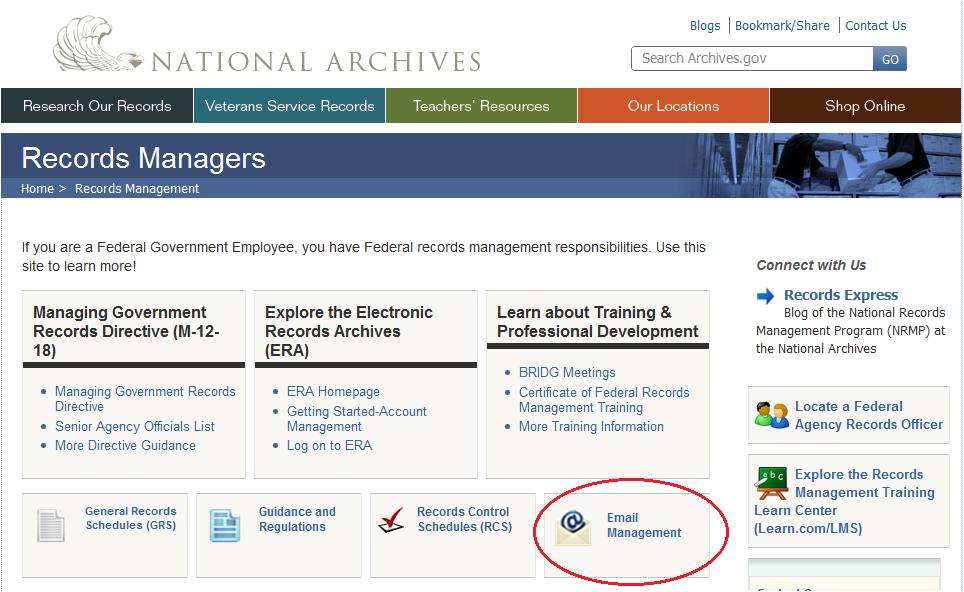 Blogs
Bookmark/Share
Contact Us
NATIONAL ARCHIVES
Search Archives.gov
GO
Research Our Records
Veterans Service Records
Teachers' Resources
Our Locations
Shop Online
Records Managers
Home > Records Management
If you are a Federal Government Employee, you have Federal records management responsibilities. Use this
site to learn more!
Managing Government
Records Directive (M-12-
18)
Managing Government Records
Directive
Senior Agency Officials List
More Directive Guidance
Explore the Electronic
Records Archives
(ERA)
ERA Homepage
Getting Started-Account
Management
Log on to ERA
Learn about Training &
Professional Development
BRIDG Meetings
Certificate of Federal Records
Management Training
More Training Information
General Records
Schedules (GRS)
Guidance and
Regulations
Records Control
Schedules (RCS)
@
Email
Management
Connect with Us
Records Express
Blog of the National Records
Management Program (NRMP) at
the National Archives
Locate a Federal
Agency Records Officer
abc
Explore the Records
Management Training
Learn Center
(Learn.com/LMS)